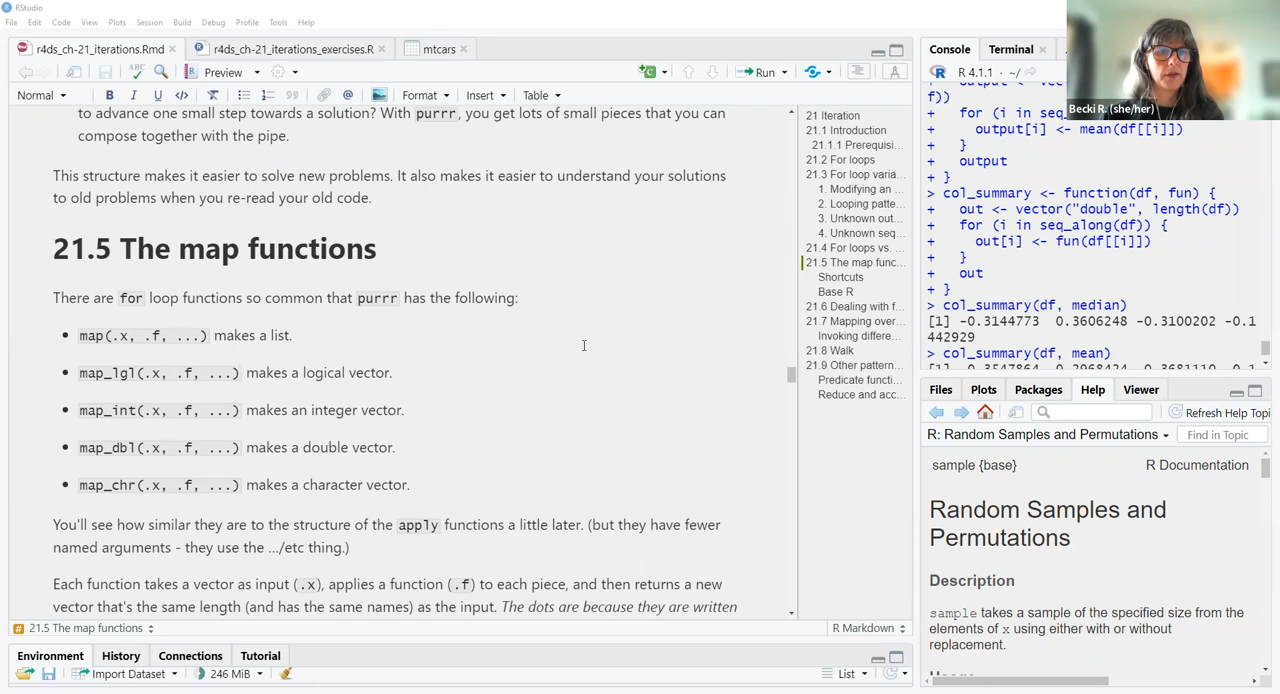 RStudio
File Edit Code View Plots Session Build Debug Profile Tools Help
r4ds_ch-21_iterations.Rmd r4ds_ch-21_iterations_exercises.R mtcars
ABC Preview Run
Normal B I U </> Format Insert Table
to advance one small step towards a solution? With purrr, you get lots of small pieces that you can
compose together with the pipe.
This structure makes it easier to solve new problems. It also makes it easier to understand your solutions
to old problems when you re-read your old code.
21.5 The map functions
There are for loop functions so common that purrr has the following:
map(.x, .f, ...) makes a list.
map_lgl(.x, .f, ...) makes a logical vector.
map_int(.x, .f, ...) makes an integer vector.
map_dbl(.x, .f, ...) makes a double vector.
map_chr(.x, .f, ...) makes a character vector.
You'll see how similar they are to the structure of the apply functions a little later. (but they have fewer
named arguments - they use the .../etc thing.)
Each function takes a vector as input (.x), applies a function (.f) to each piece, and then returns a new
vector that's the same length (and has the same names) as the input. The dots are because they are written
21 Iteration
21.1 Introduction
21.1.1 Prerequisi...
21.2 For loops
21.3 For loop varia...
1. Modifying an ...
2. Looping patte...
3. Unknown out...
4. Unknown seq...
21.4 For loops vs. ...
21.5 The map func...
Shortcuts
Base R
21.6 Dealing with f...
21.7 Mapping over...
Invoking differe...
21.8 Walk
21.9 Other pattern...
Predicate functi...
Reduce and acc...
# 21.5 The map functions R Markdown
Environment History Connections Tutorial
Import Dataset 246 MiB List
Console Terminal
R 4.1.1 · ~/
Becki R. (she/her)
f))
+ for (i in seq_
+ output[i] <- mean(df[[i]])
+ }
+ output
+ }
> col_summary <- function(df, fun) {
+ out <- vector("double", length(df))
+ for (i in seq_along(df)) {
+ out[i] <- fun(df[[i]])
+ }
+ out
+ }
> col_summary(df, median)
[1] -0.3144773 0.3606248 -0.3100202 -0.1
442929
> col_summary(df, mean)
Files Plots Packages Help Viewer
Refresh Help Topi
R: Random Samples and Permutations Find in Topic
sample {base} R Documentation
Random Samples and
Permutations
Description
sample takes a sample of the specified size from the
elements of x using either with or without
replacement.